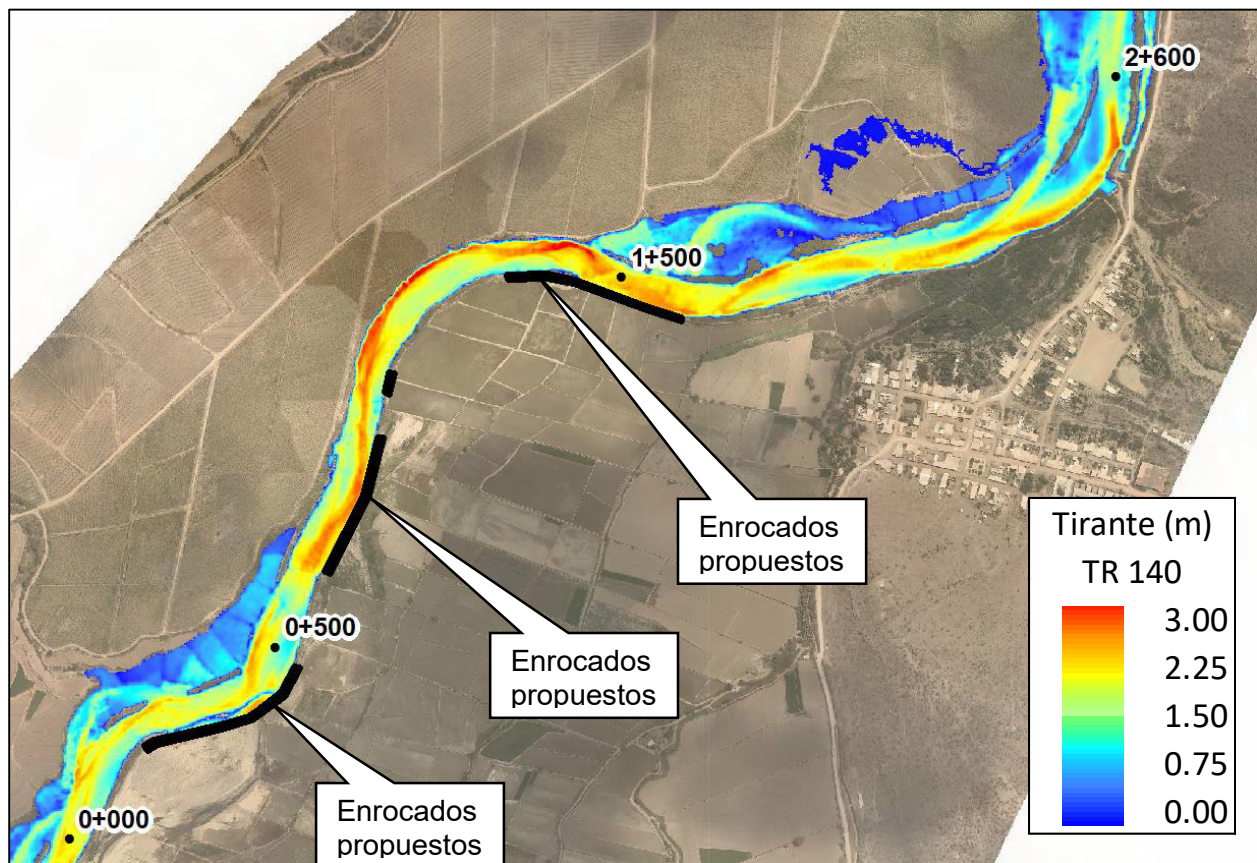 2+600
1+500
Enrocados
propuestos
0+500
Enrocados
propuestos
Enrocados
propuestos
0+000
Tirante (m)
TR 140
3.00
2.25
1.50
0.75
0.00